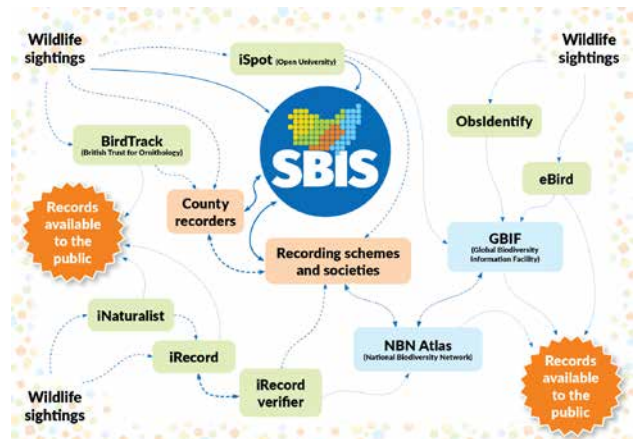 Wildlife
sightings
iSpot (Open University)
Wildlife
sightings
ObsIdentify
BirdTrack
(British Trust for Ornithology)
SBIS
eBird
County
recorders
Records
available
to the
public
GBIF
(Global Biodiversity
Information Facility)
Recording schemes
and societies
iNaturalist
iRecord
NBN Atlas
(National Biodiversity Network)
Records
available
to the
public
Wildlife
sightings
iRecord
verifier